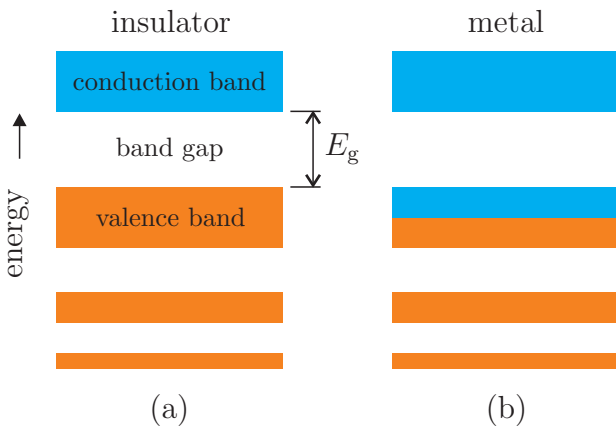 insulator
metal
conduction band
band gap
E_g
valence band
energy
(a)
(b)